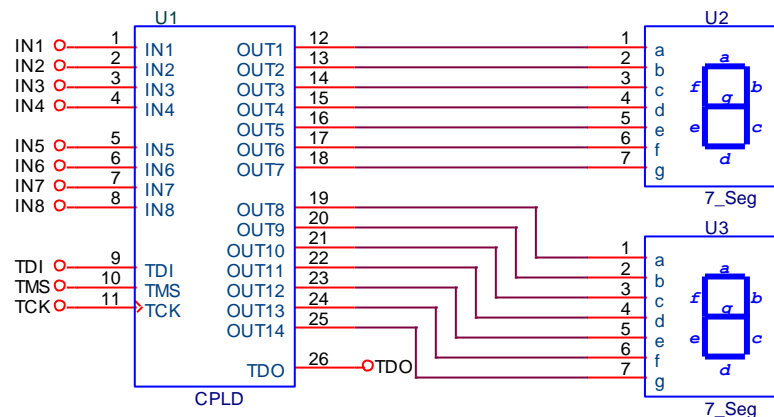 U1
U2
IN1 1 IN1 OUT1 12 1 a
IN2 2 IN2 OUT2 13 2 b
IN3 3 IN3 OUT3 14 3 c
IN4 4 IN4 OUT4 15 4 d
OUT5 16 5 e
IN5 5 IN5 OUT6 17 6 f
IN6 6 IN6 OUT7 18 7 g
IN7 7 IN7
IN8 8 IN8 OUT8 19
OUT9 20
OUT10 21
TDI 9 TDI OUT11 22
TMS 10 TMS OUT12 23
TCK 11 TCK OUT13 24
OUT14 25
TDO 26 TDO
CPLD
a
f g b
e c
d
7_Seg
U3
1 a
2 b
3 c
4 d
5 e
6 f
7 g
a
f g b
e c
d
7_Seg